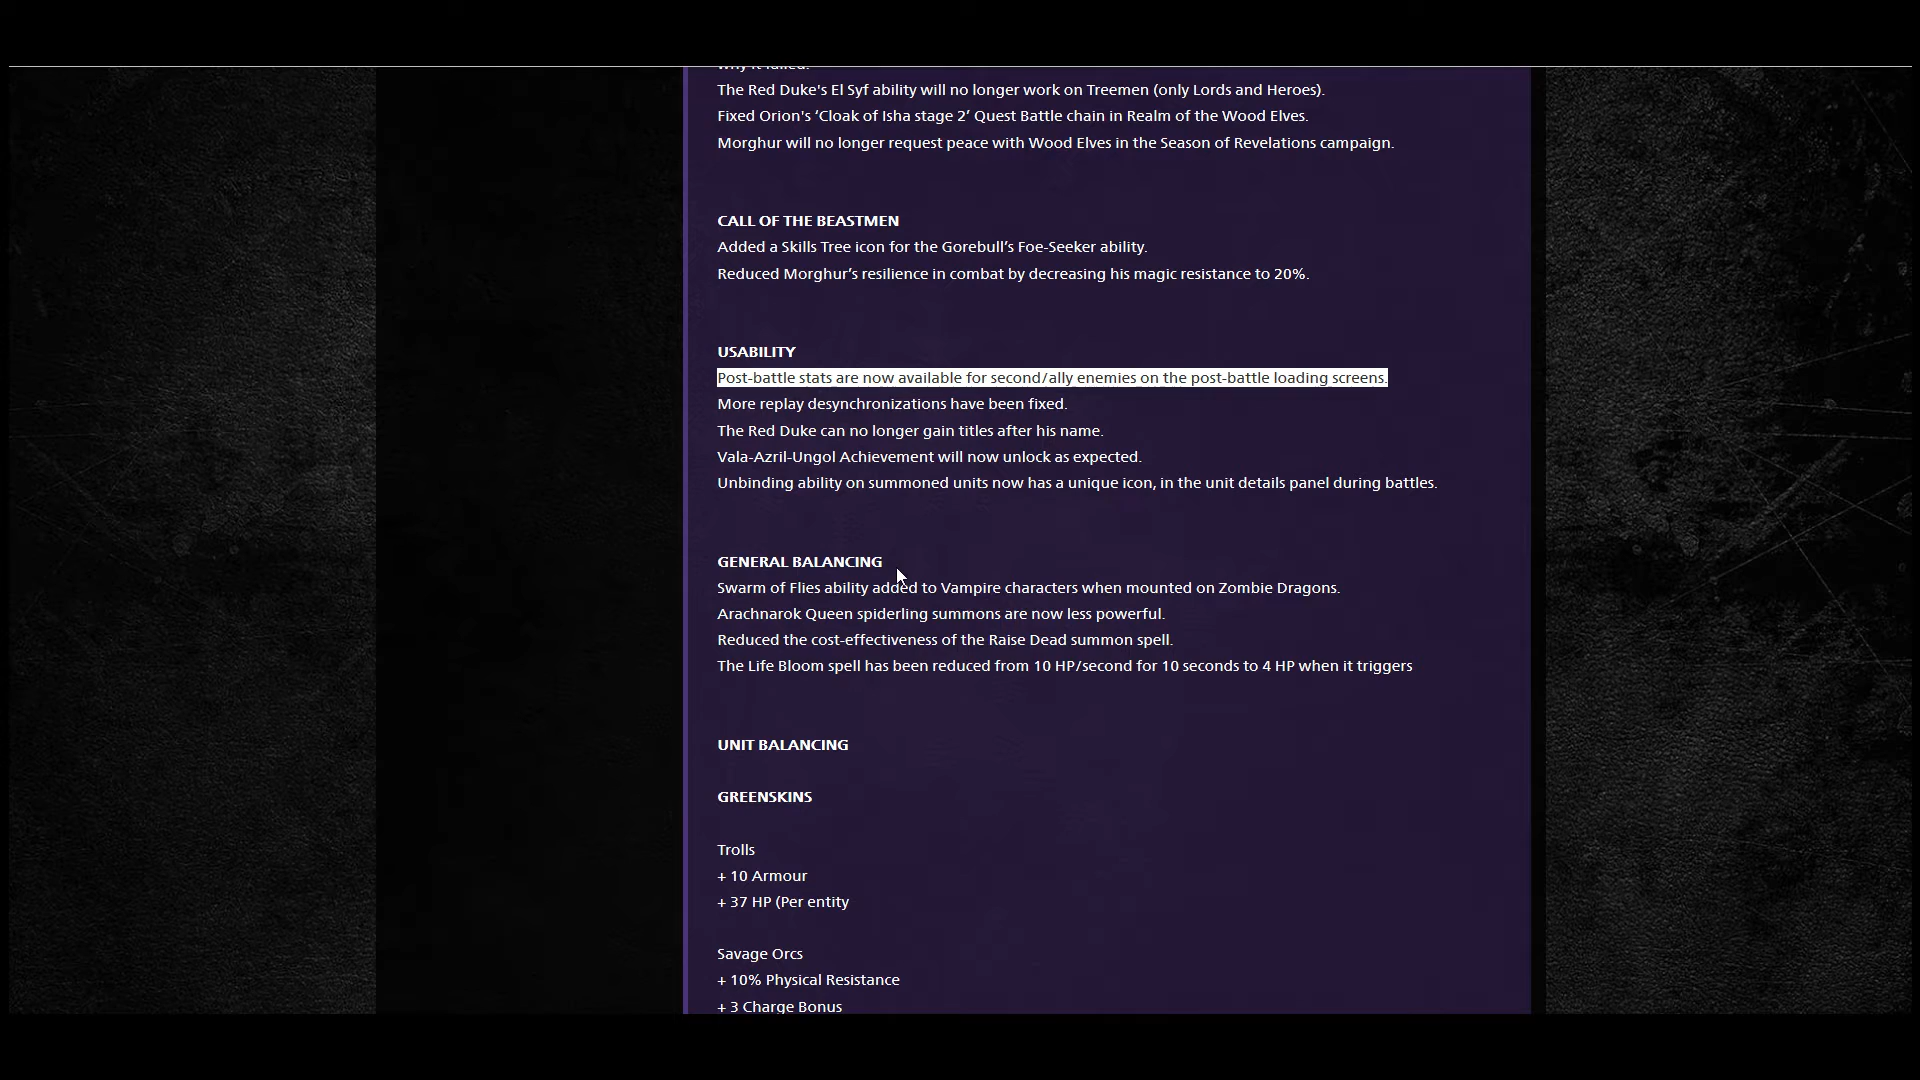 why it failed.
The Red Duke's El Syf ability will no longer work on Treemen (only Lords and Heroes).
Fixed Orion's ‘Cloak of Isha stage 2’ Quest Battle chain in Realm of the Wood Elves.
Morghur will no longer request peace with Wood Elves in the Season of Revelations campaign.
CALL OF THE BEASTMEN
Added a Skills Tree icon for the Gorebull’s Foe-Seeker ability.
Reduced Morghur’s resilience in combat by decreasing his magic resistance to 20%.
USABILITY
Post-battle stats are now available for second/ally enemies on the post-battle loading screens.
More replay desynchronizations have been fixed.
The Red Duke can no longer gain titles after his name.
Vala-Azril-Ungol Achievement will now unlock as expected.
Unbinding ability on summoned units now has a unique icon, in the unit details panel during battles.
GENERAL BALANCING
Swarm of Flies ability added to Vampire characters when mounted on Zombie Dragons.
Arachnarok Queen spiderling summons are now less powerful.
Reduced the cost-effectiveness of the Raise Dead summon spell.
The Life Bloom spell has been reduced from 10 HP/second for 10 seconds to 4 HP when it triggers
UNIT BALANCING
GREENSKINS
Trolls
+ 10 Armour
+ 37 HP (Per entity
Savage Orcs
+ 10% Physical Resistance
+ 3 Charge Bonus